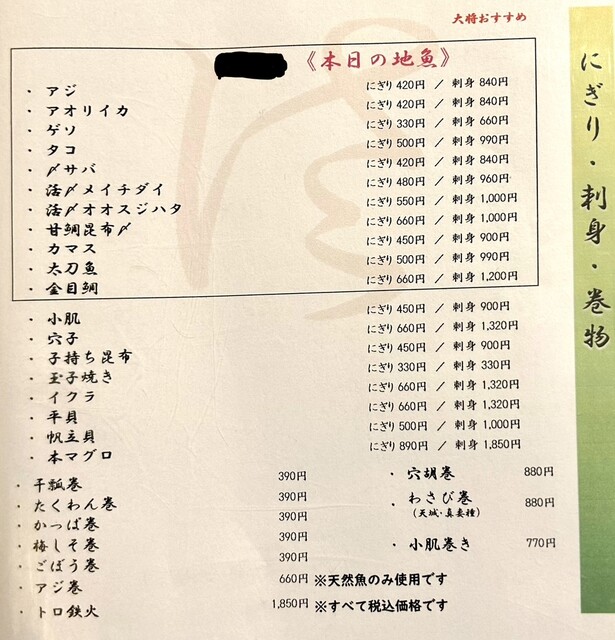 大将おすすめ
《本日の地魚》
・アジ にぎり 420円 / 刺身 840円
・アオリイカ にぎり 420円 / 刺身 840円
・ゲソ にぎり 330円 / 刺身 660円
・タコ にぎり 500円 / 刺身 990円
・〆サバ にぎり 420円 / 刺身 840円
・活〆メイチダイ にぎり 480円 / 刺身 960円
・活〆オオスジハタ にぎり 550円 / 刺身 1,000円
・甘鯛昆布〆 にぎり 660円 / 刺身 1,000円
・カマス にぎり 450円 / 刺身 900円
・太刀魚 にぎり 500円 / 刺身 990円
・金目鯛 にぎり 660円 / 刺身 1,200円
・小肌 にぎり 450円 / 刺身 900円
・穴子 にぎり 660円 / 刺身 1,320円
・子持ち昆布 にぎり 450円 / 刺身 900円
・玉子焼き にぎり 330円 / 刺身 330円
・イクラ にぎり 660円 / 刺身 1,320円
・平貝 にぎり 660円 / 刺身 1,320円
・帆立貝 にぎり 500円 / 刺身 1,000円
・本マグロ にぎり 890円 / 刺身 1,850円
・干瓢巻 390円
・たくわん巻 390円
・かっぱ巻 390円
・梅しそ巻 390円
・ごぼう巻 390円
・アジ巻 660円
・トロ鉄火 1,850円
・穴胡巻 880円
・わさび巻 880円
(天城・真妻種)
・小肌巻き 770円
※天然魚のみ使用です
※すべて税込価格です
にぎり・刺身・巻物